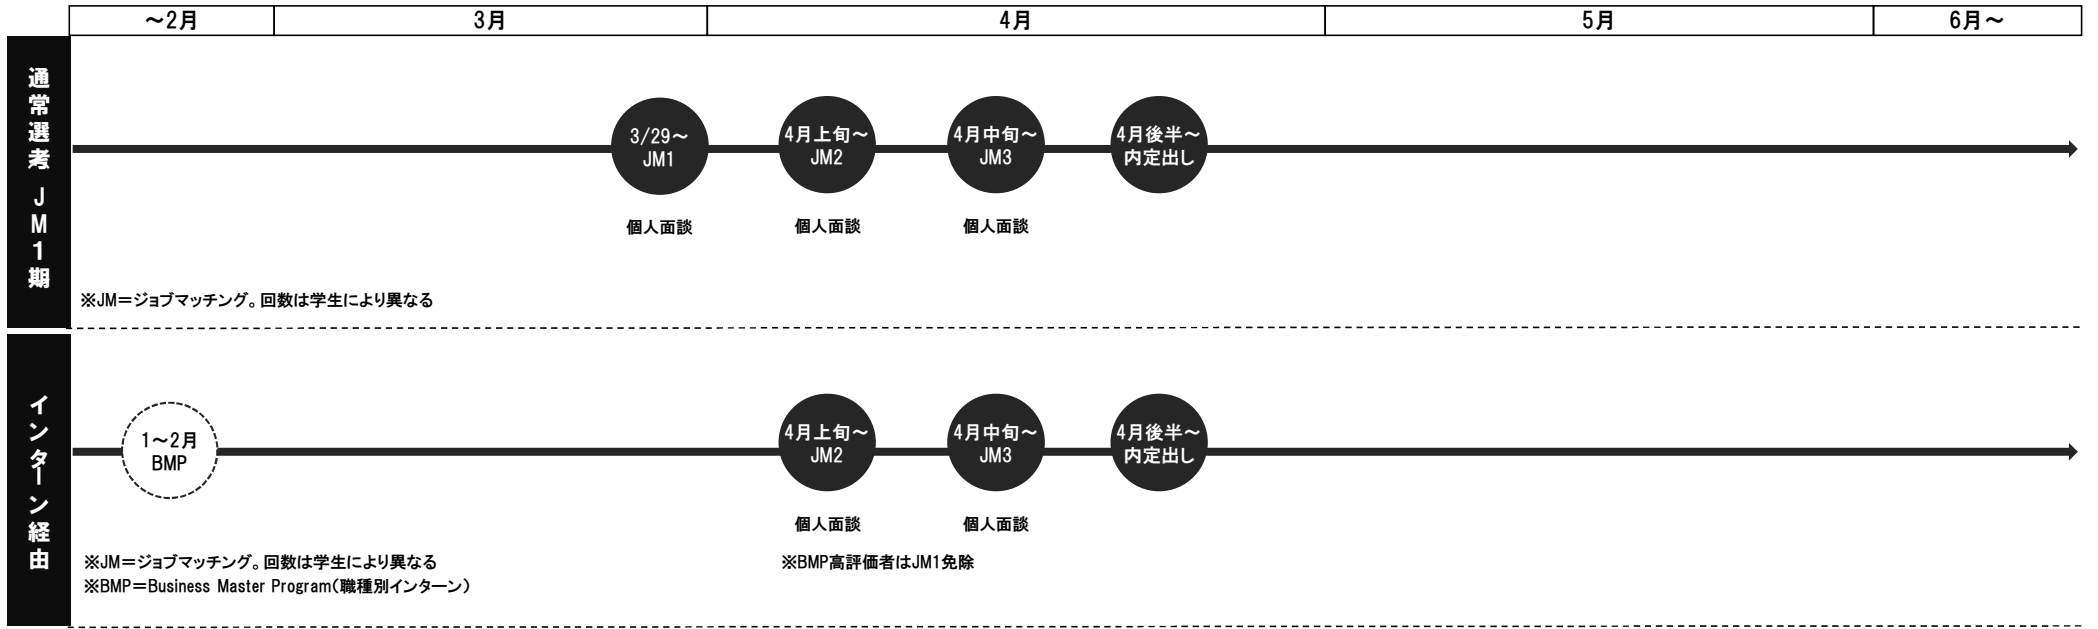 ～2月
3月
4月
5月
6月～
通常選考 JM1期
3/29～
JM1
4月上旬～
JM2
4月中旬～
JM3
4月後半～
内定出し
個人面談
個人面談
個人面談
※JM＝ジョブマッチング。回数は学生により異なる
インターン経由
1～2月
BMP
4月上旬～
JM2
4月中旬～
JM3
4月後半～
内定出し
個人面談
個人面談
※JM＝ジョブマッチング。回数は学生により異なる
※BMP高評価者はJM1免除
※BMP＝Business Master Program(職種別インターン)